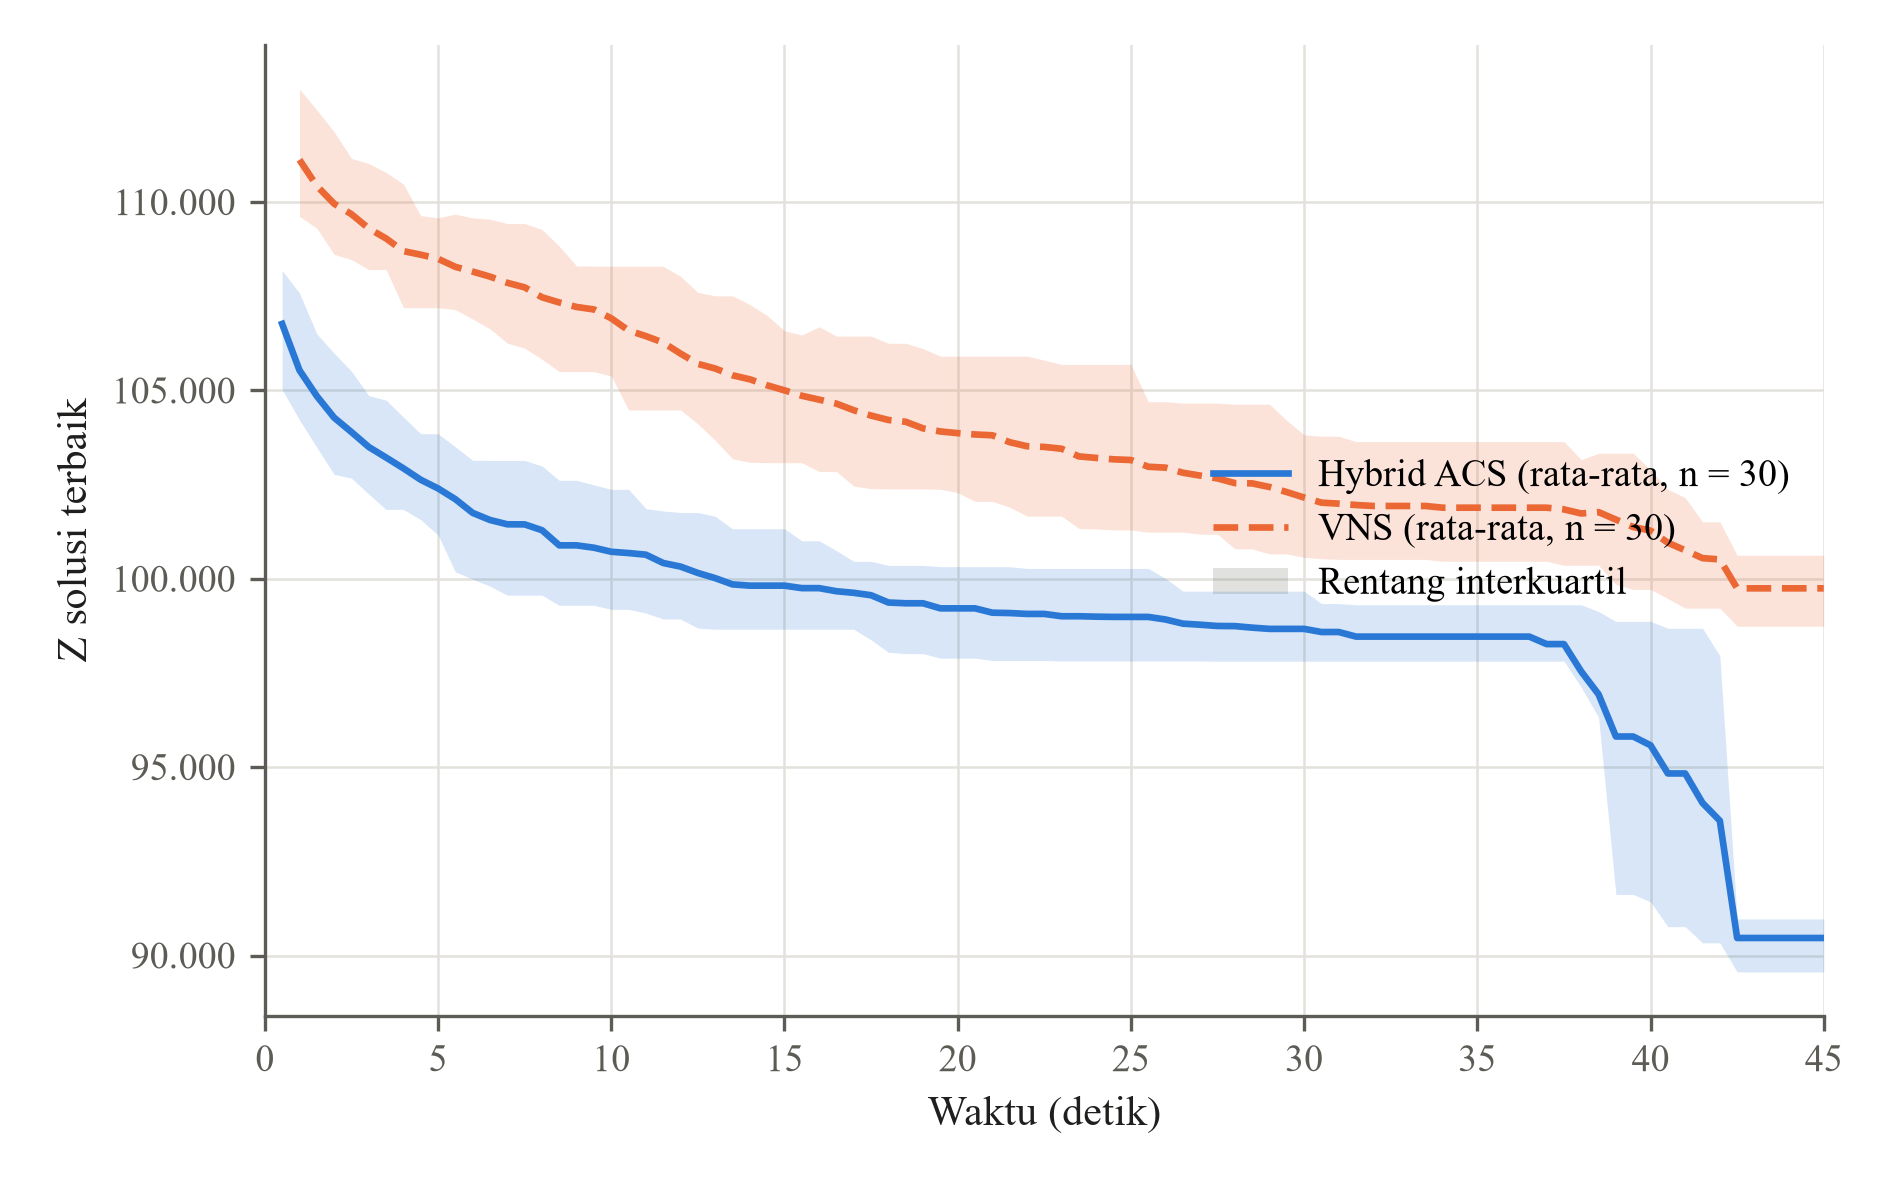 110.000
105.000
100.000
95.000
90.000
Z solusi terbaik
Hybrid ACS (rata-rata, n = 30)
VNS (rata-rata, n = 30)
Rentang interkuartil
0 5 10 15 20 25 30 35 40 45
Waktu (detik)